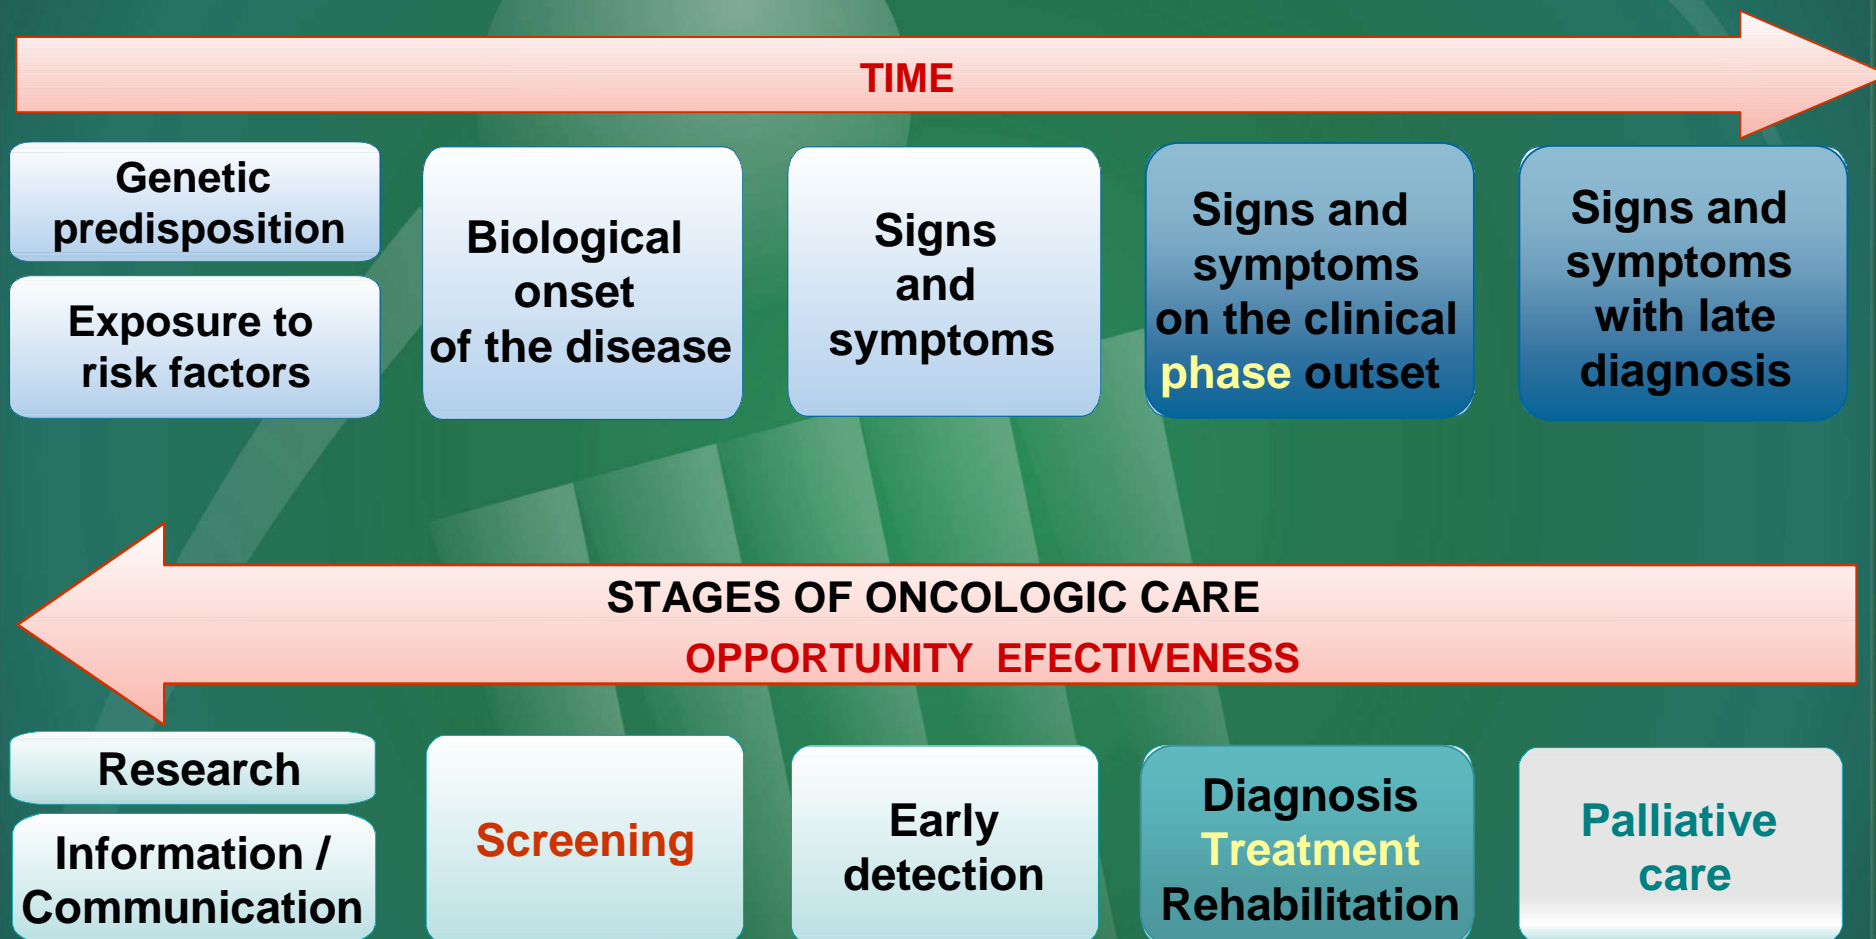 TIME
Genetic
predisposition
Exposure to
risk factors
Biological
onset
of the disease
Signs
and
symptoms
Signs and
symptoms
on the clinical
phase outset
Signs and
symptoms
with late
diagnosis
STAGES OF ONCOLOGIC CARE
OPPORTUNITY EFECTIVENESS
Research
Information /
Communication
Screening
Early
detection
Diagnosis
Treatment
Rehabilitation
Palliative
care